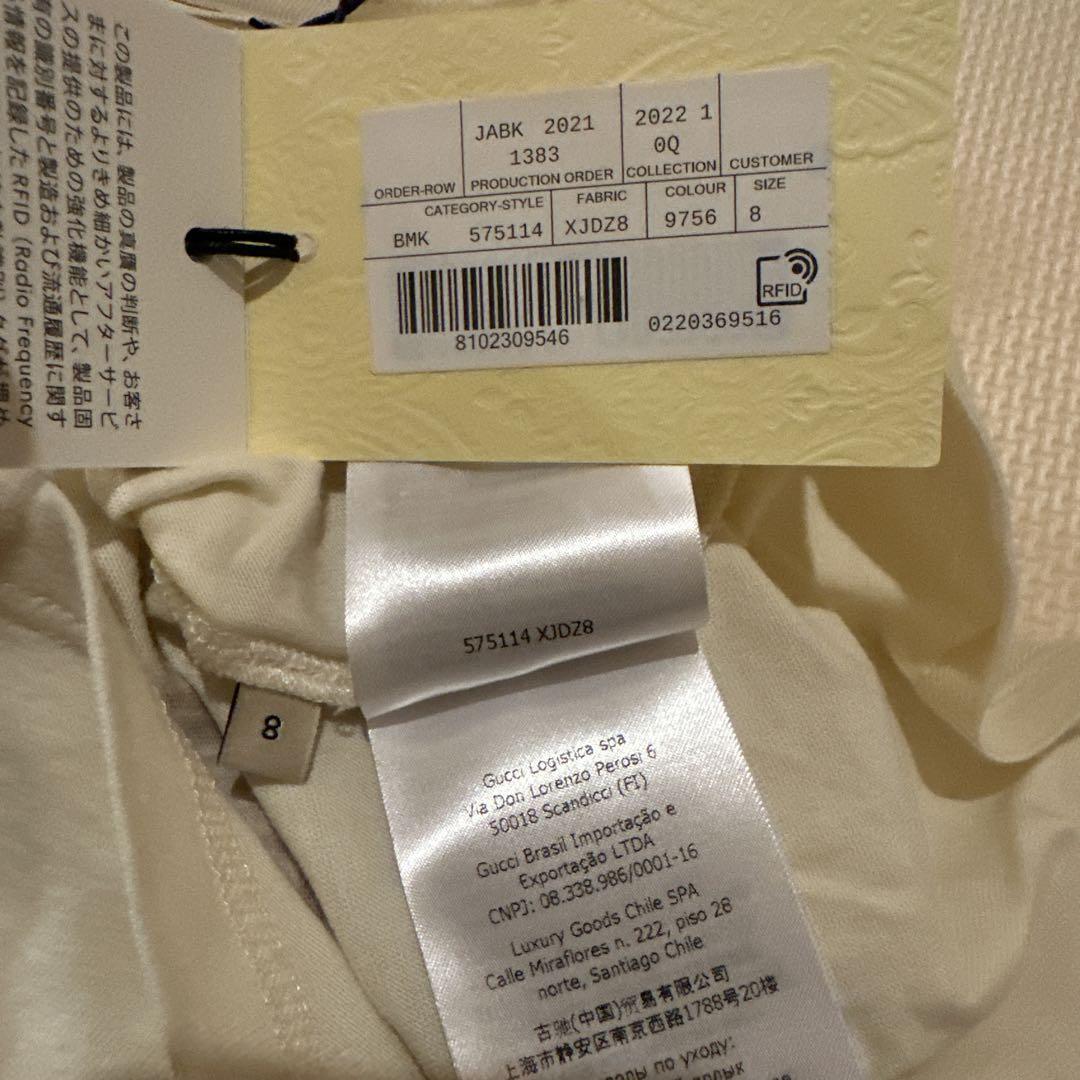 この製品には、製品の真贋の判断や、お客さ
まに対するよりきめ細かいアフターサービ
スの提供のための強化機能として、製品固
有の識別番号と製造および流通履歴に関す
情報を記録したRFID (Radio Frequency
JABK 2021
1383
2022 1
0Q
ORDER-ROW PRODUCTION ORDER COLLECTION CUSTOMER
CATEGORY-STYLE FABRIC COLOUR SIZE
BMK 575114 XJDZ8 9756 8
RFID
8102309546
0220369516
575114 XJDZ8
8
Gucci Logistica spa
Via Don Lorenzo Perosi 6
50018 Scandicci (FI)
Gucci Brasil Importação e
Exportação LTDA
CNPJ: 08.338.986/0001-16
Luxury Goods Chile SPA
Calle Miraflores n. 222, piso 28
norte, Santiago Chile
古驰(中国)贸易有限公司
上海市静安区南京西路1788号20楼
по уходу: